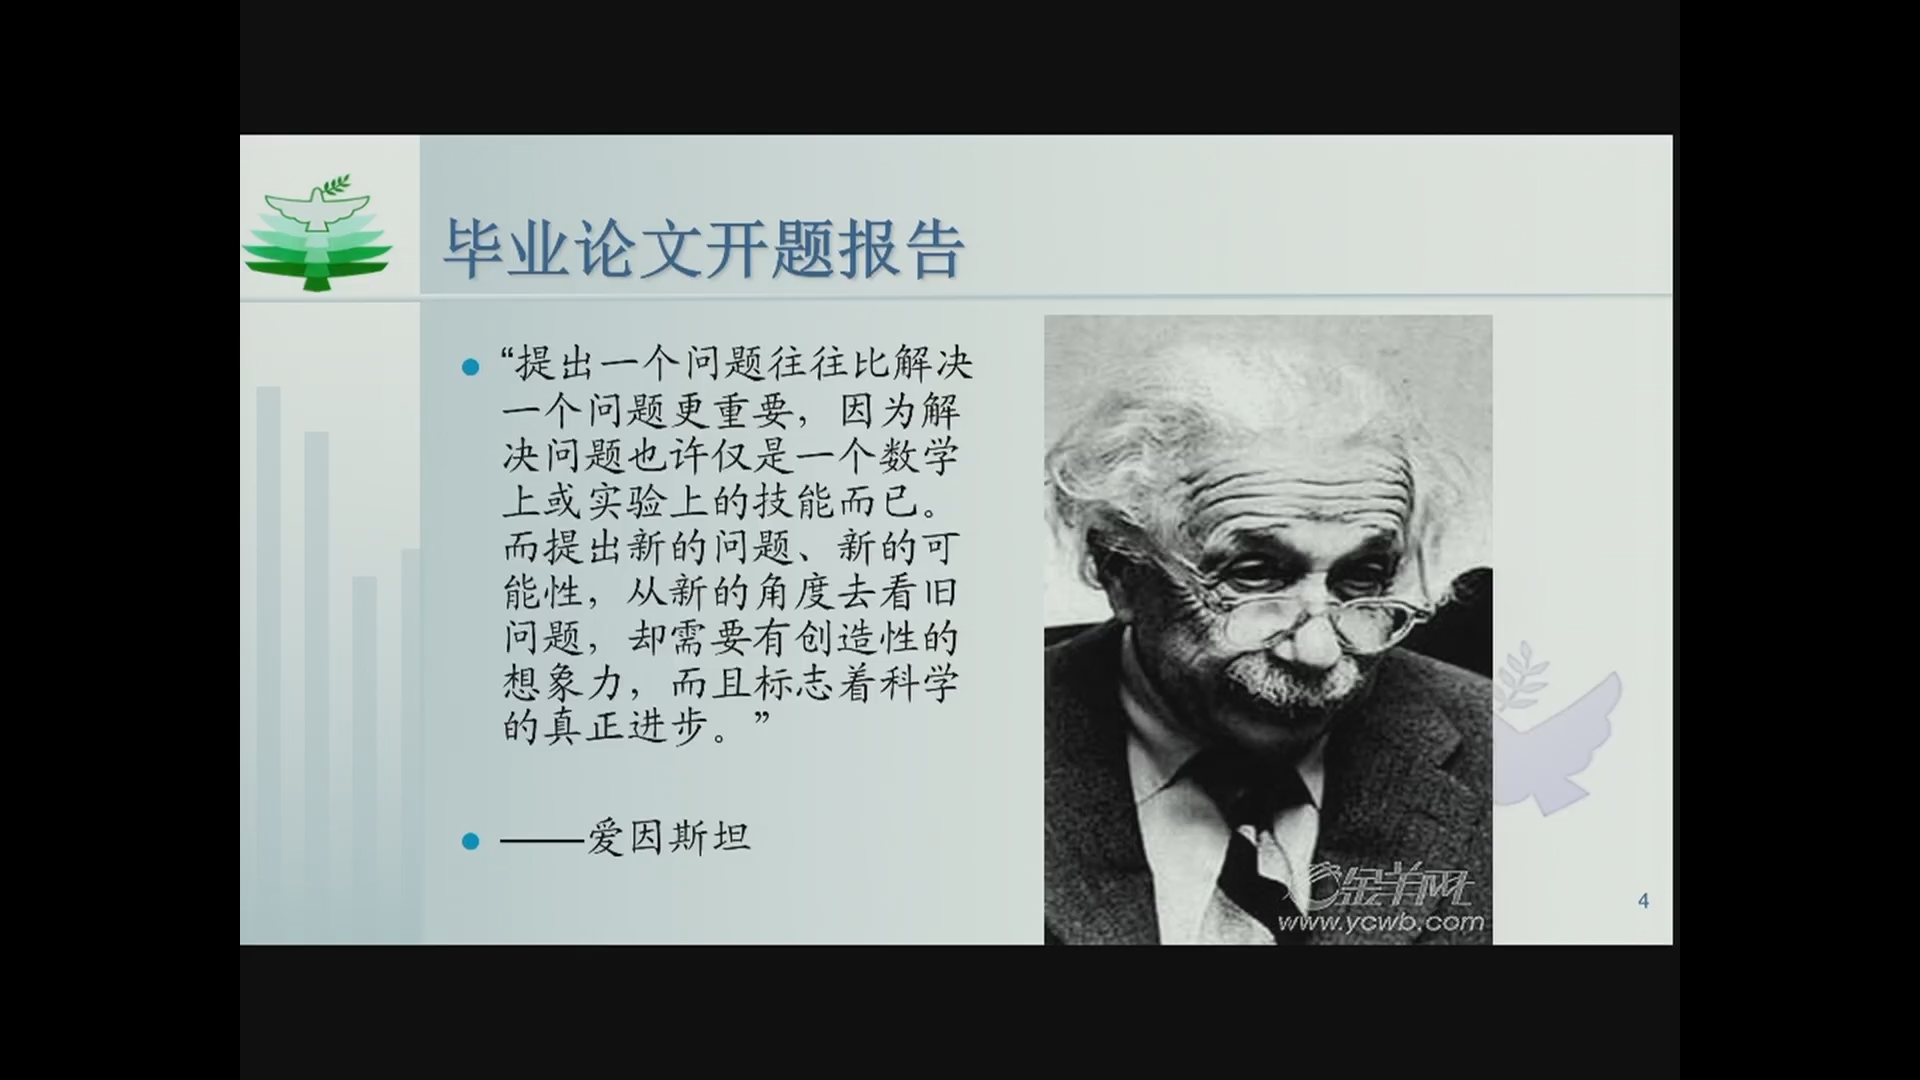 毕业论文开题报告
“提出一个问题往往比解决
一个问题更重要，因为解
决问题也许仅是一个数学
上或实验上的技能而已。
而提出新的问题、新的可
能性，从新的角度去看旧
问题，却需要有创造性的
想象力，而且标志着科学
的真正进步。”
——爱因斯坦
金羊网
www.ycwb.com
4